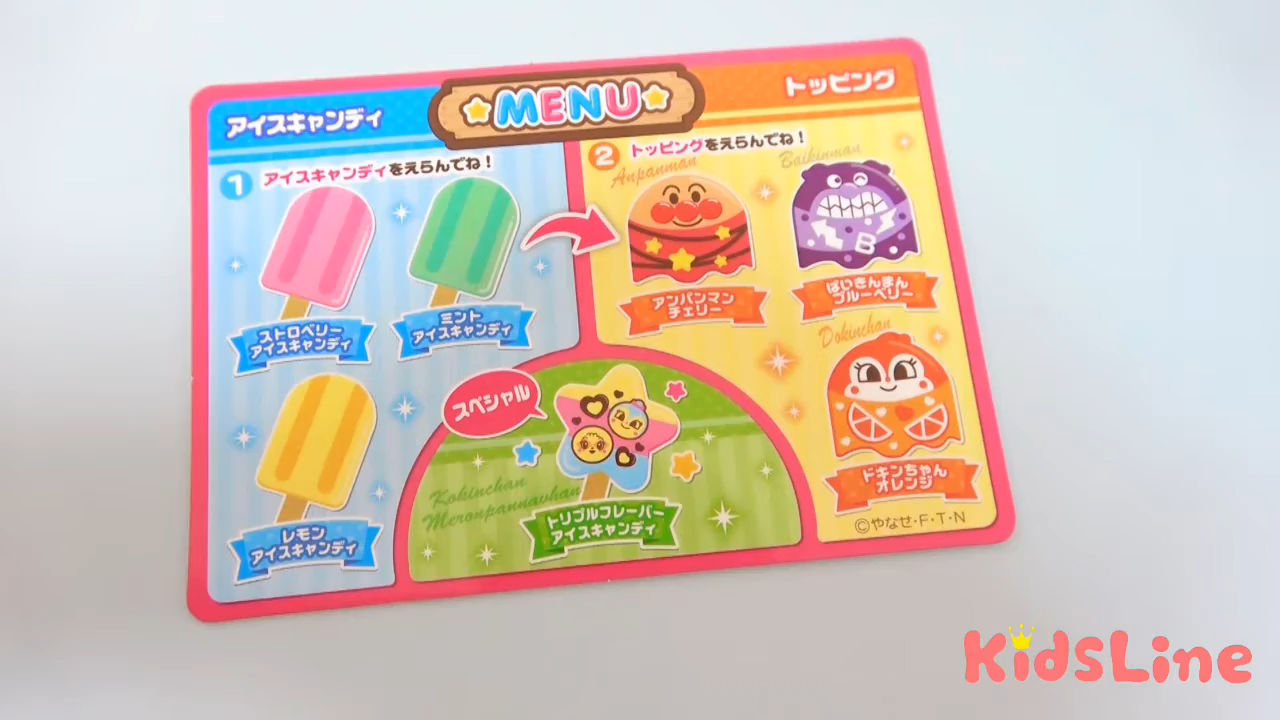 MENU
アイスキャンディ
1 アイスキャンディをえらんでね！
ストロベリー
アイスキャンディ
ミント
アイスキャンディ
レモン
アイスキャンディ
トッピング
2 トッピングをえらんでね！
Anpanman
アンパンマン
チェリー
Baikinman
B
ばいきんまん
ブルーベリー
Dokinchan
ドキンちゃん
オレンジ
スペシャル
Kokinchan
Meronpannavhan
トリプルフレーバー
アイスキャンディ
©やなせ・F・T・N
KidsLine